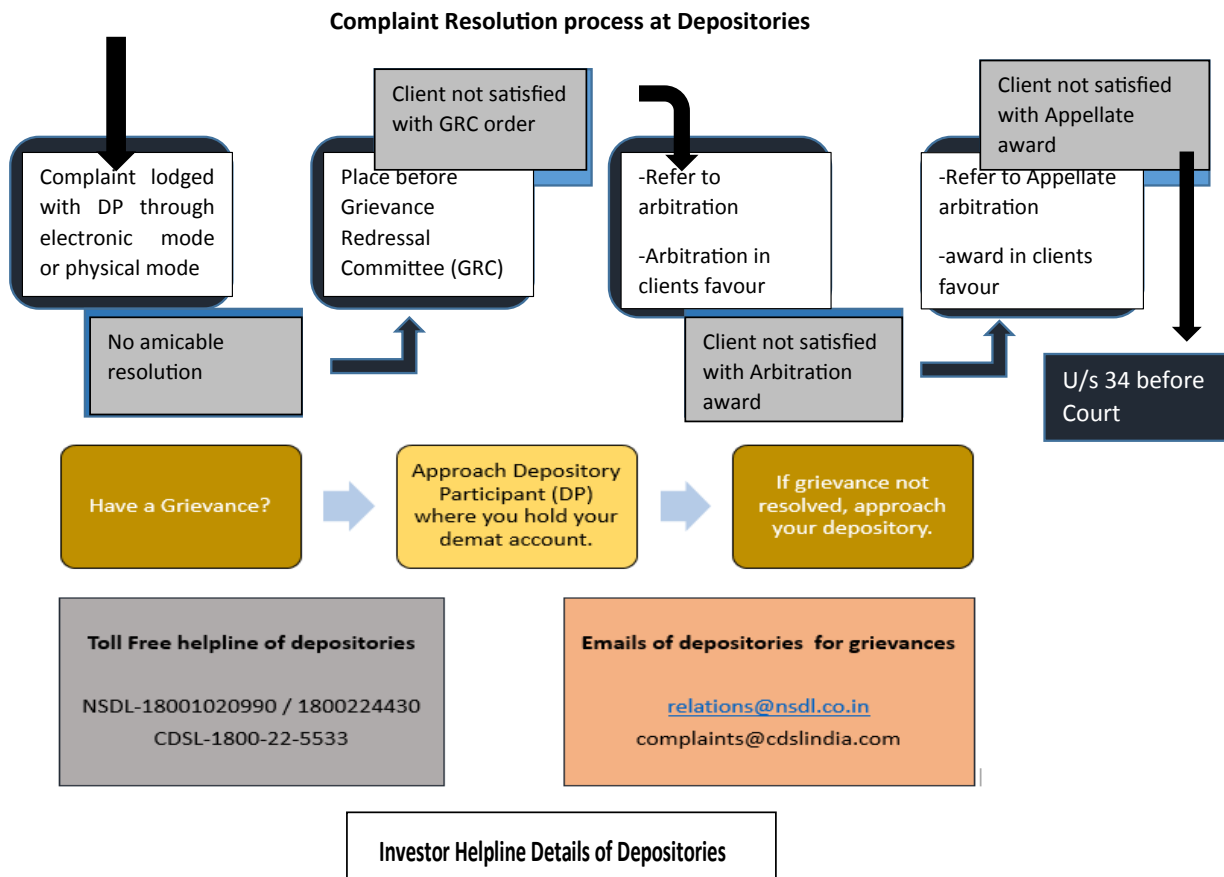 Complaint Resolution process at Depositories
Complaint lodged
with DP through
electronic mode
or physical mode
No amicable
resolution
Place before
Grievance
Redressal
Committee (GRC)
Client not satisfied
with GRC order
-Refer to
arbitration
-Arbitration in
clients favour
Client not satisfied
with Arbitration
award
-Refer to Appellate
arbitration
-award in clients
favour
Client not satisfied
with Appellate
award
U/s 34 before
Court
Have a Grievance?
Approach Depository
Participant (DP)
where you hold your
demat account.
If grievance not
resolved, approach
your depository.
Toll Free helpline of depositories
NSDL-18001020990 / 1800224430
CDSL-1800-22-5533
Emails of depositories for grievances
relations@nsdl.co.in
complaints@cdslindia.com
Investor Helpline Details of Depositories